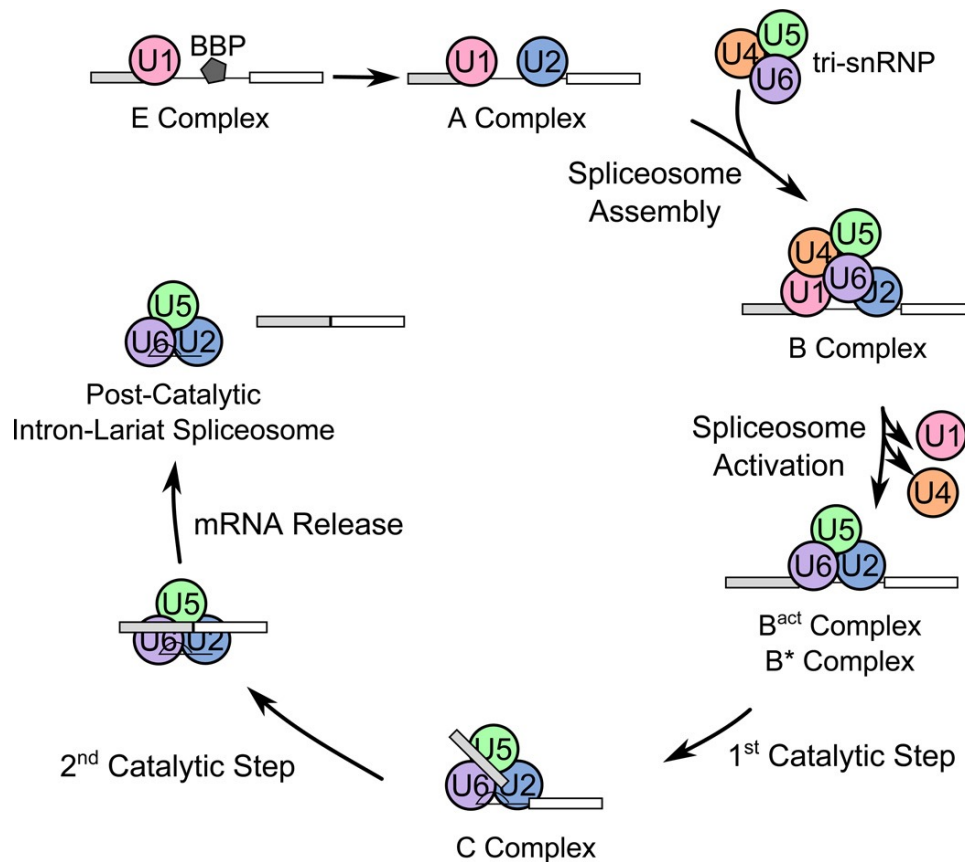 U1
BBP
E Complex
U1
U2
A Complex
U4
U5
U6
tri-snRNP
Spliceosome
Assembly
U4
U5
U1
U6
U2
B Complex
Spliceosome
Activation
U1
U4
U5
U6
U2
Bact Complex
B* Complex
1st Catalytic Step
U5
U6
U2
C Complex
2nd Catalytic Step
U5
U6
U2
mRNA Release
U5
U6
U2
Post-Catalytic
Intron-Lariat Spliceosome